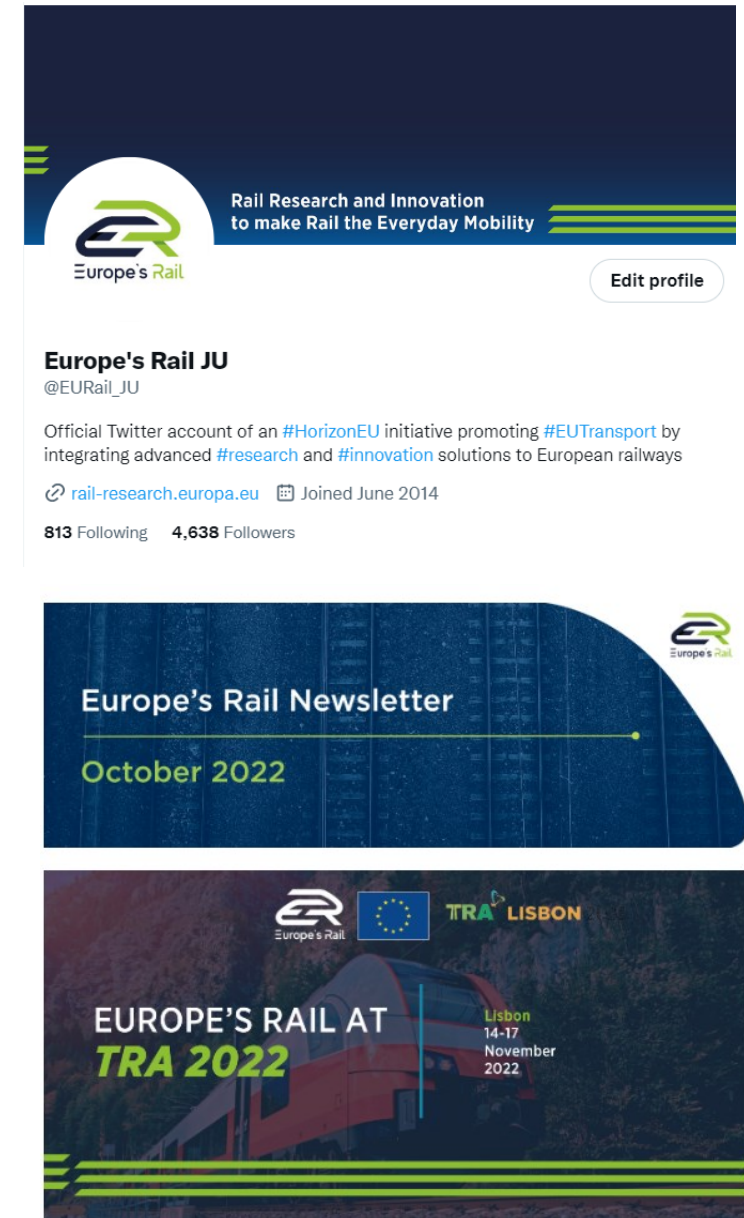 Rail Research and Innovation
to make Rail the Everyday Mobility
Europe's Rail
Edit profile
Europe's Rail JU
@EURail_JU
Official Twitter account of an #HorizonEU initiative promoting #EUTransport by
integrating advanced #research and #innovation solutions to European railways
rail-research.europa.eu Joined June 2014
813 Following 4,638 Followers
Europe's Rail
Europe's Rail Newsletter
October 2022
Europe's Rail
TRA LISBON
EUROPE'S RAIL AT
TRA 2022
Lisbon
14-17
November
2022